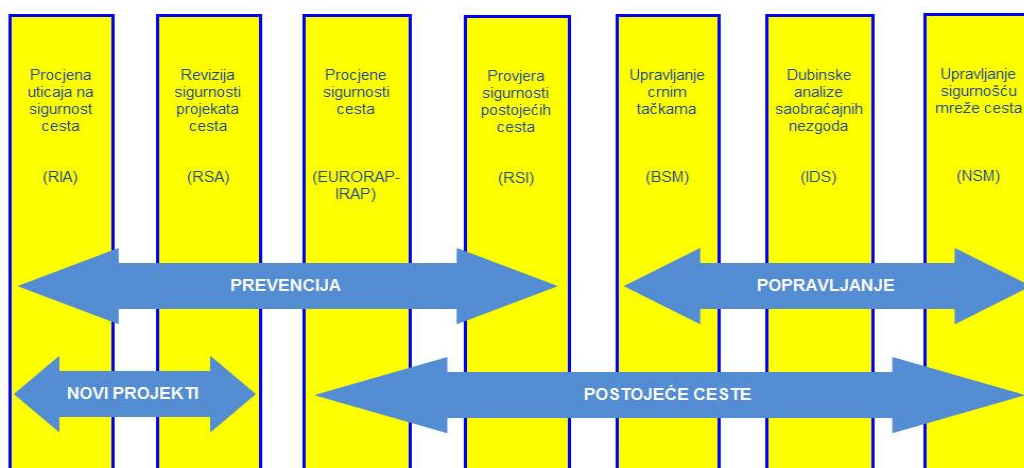 Procjena
uticaja na
sigurnost
cesta
(RIA)
Revizija
sigurnosti
projekata
cesta
(RSA)
Procjene
sigurnosti
cesta
(EURORAP-
IRAP)
Provjera
sigurnosti
postojećih
cesta
(RSI)
Upravljanje
crnim
tačkama
(BSM)
Dubinske
analize
saobraćajnih
nezgoda
(IDS)
Upravljanje
sigurnošću
mreže cesta
(NSM)
PREVENCIJA
POPRAVLJANJE
NOVI PROJEKTI
POSTOJEĆE CESTE